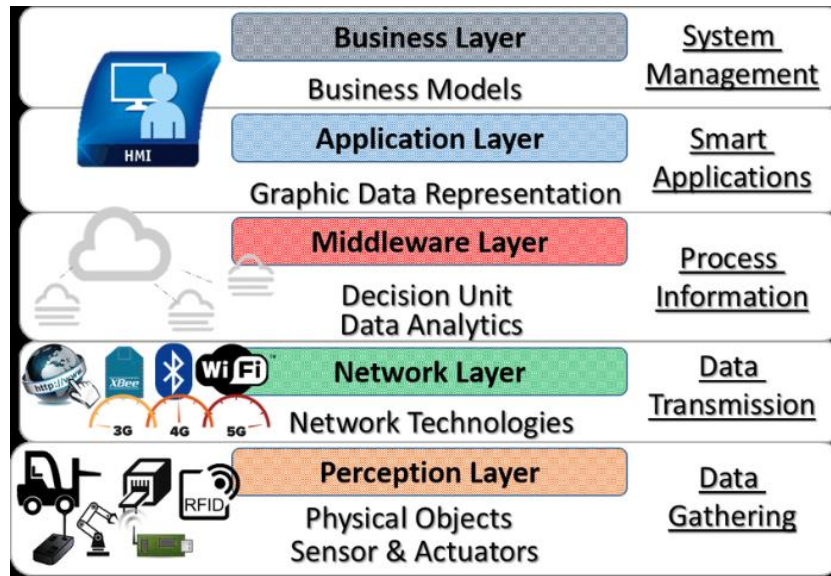 Business Layer
Business Models
System
Management
HMI
Application Layer
Graphic Data Representation
Smart
Applications
Middleware Layer
Decision Unit
Data Analytics
Process
Information
http://www
XBee
WiFi™
3G 4G 5G
Network Layer
Network Technologies
Data
Transmission
RFID
Perception Layer
Physical Objects
Sensor & Actuators
Data
Gathering